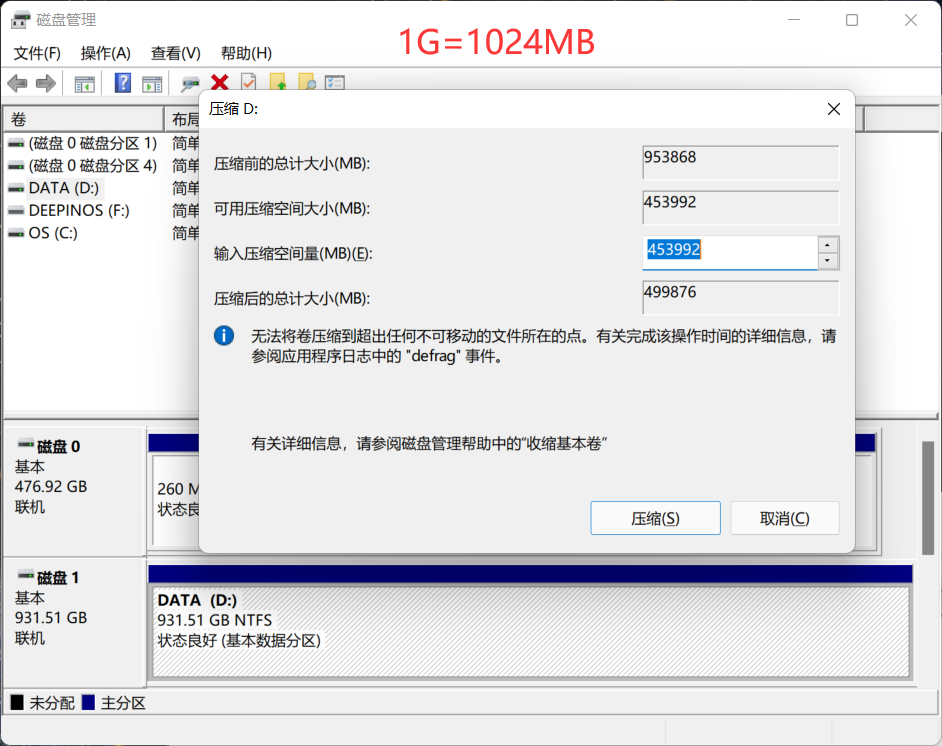 磁盘管理
1G=1024MB
文件(F) 操作(A) 查看(V) 帮助(H)
卷 布局
(磁盘 0 磁盘分区 1) 简单
(磁盘 0 磁盘分区 4) 简单
DATA (D:) 简单
DEEPINOS (F:) 简单
OS (C:) 简单
压缩 D:
压缩前的总计大小(MB): 953868
可用压缩空间大小(MB): 453992
输入压缩空间量(MB)(E): 453992
压缩后的总计大小(MB): 499876
无法将卷压缩到超出任何不可移动的文件所在的点。有关完成该操作时间的详细信息，请
参阅应用程序日志中的 "defrag" 事件。
有关详细信息，请参阅磁盘管理帮助中的“收缩基本卷”
压缩(S) 取消(C)
磁盘 0
基本
476.92 GB
联机
260 M
状态良
磁盘 1
基本
931.51 GB
联机
DATA (D:)
931.51 GB NTFS
状态良好 (基本数据分区)
未分配 主分区